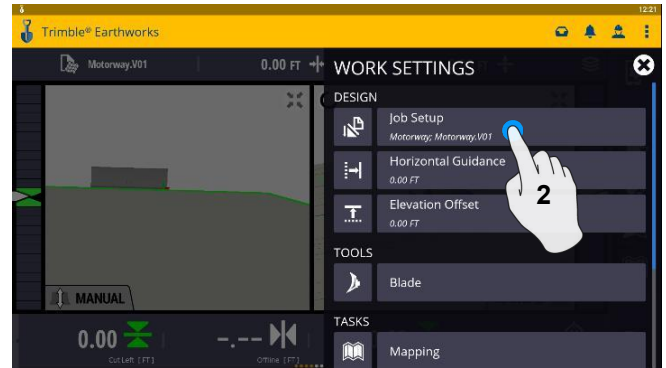 12:21
Trimble® Earthworks
Motorway.V01
0.00 FT
WORK SETTINGS
DESIGN
Job Setup
Motorway; Motorway.V01
Horizontal Guidance
0.00 FT
Elevation Offset
0.00 FT
2
TOOLS
Blade
MANUAL
TASKS
Mapping
0.00
-.--
Cut Left [FT]
Offline [FT]